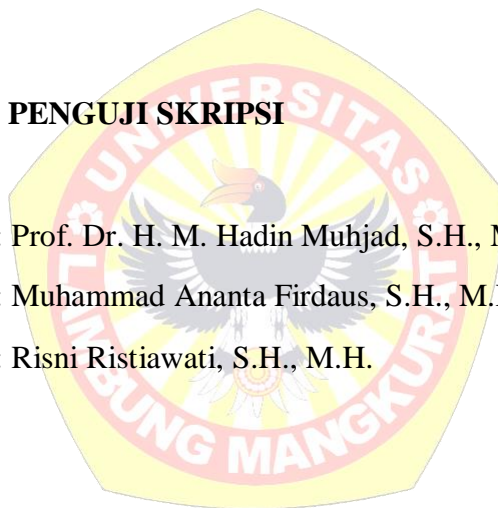 PENGUJI SKRIPSI
: Prof. Dr. H. M. Hadin Muhjad, S.H., M
: Muhammad Ananta Firdaus, S.H., M.
: Risni Ristiawati, S.H., M.H.
UNIVERSITAS
LAMBUNG MANGKURAT